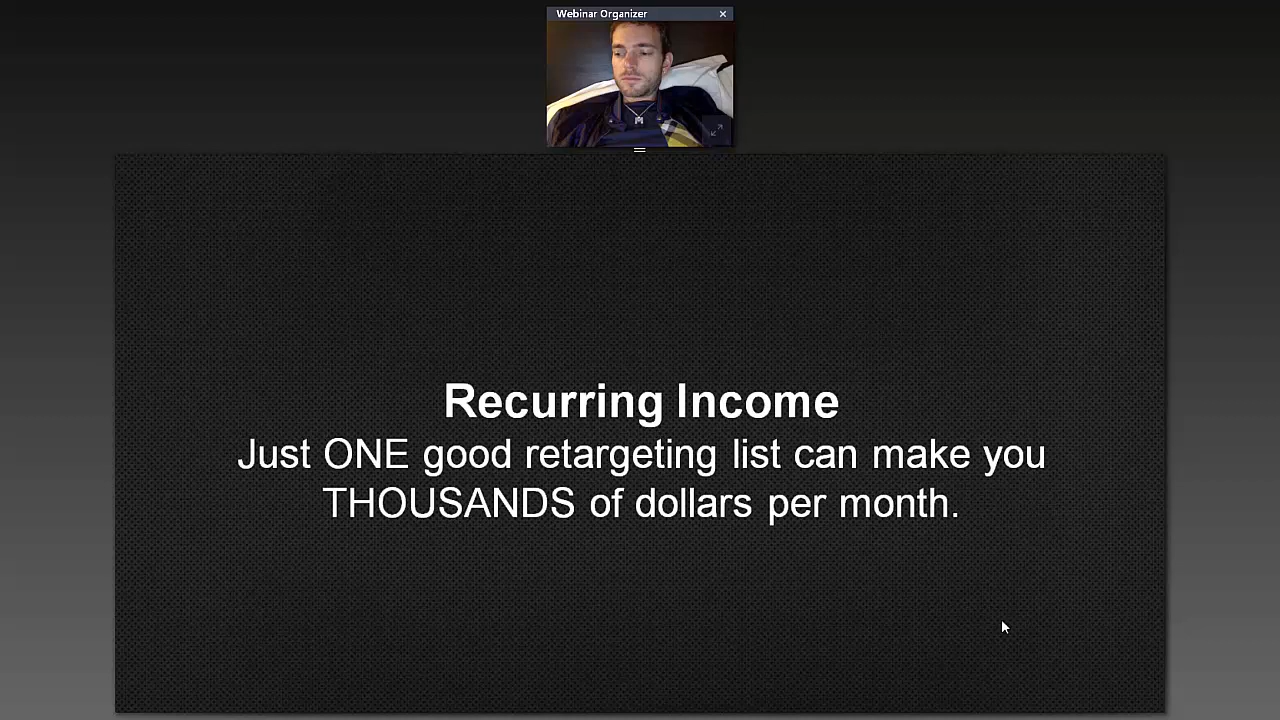 Webinar Organizer
Recurring Income
Just ONE good retargeting list can make you
THOUSANDS of dollars per month.